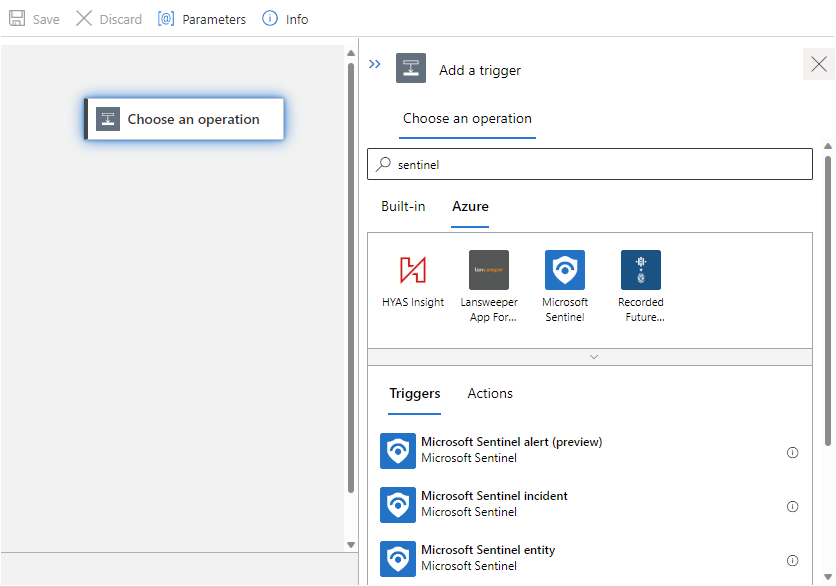 Save Discard Parameters Info
Add a trigger
Choose an operation
Choose an operation
sentinel
Built-in Azure
HYAS Insight
Lansweeper
App For...
Microsoft
Sentinel
Recorded
Future...
Triggers Actions
Microsoft Sentinel alert (preview)
Microsoft Sentinel
Microsoft Sentinel incident
Microsoft Sentinel
Microsoft Sentinel entity
Microsoft Sentinel